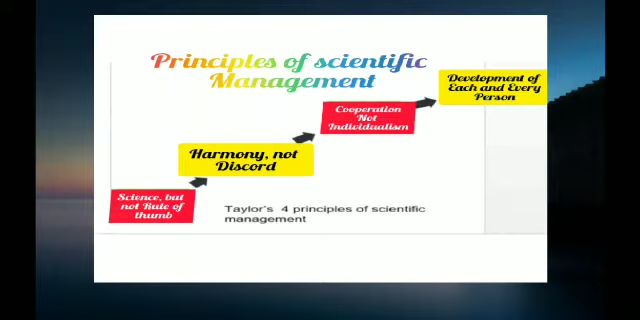 Principles of scientific
Management
Development of
Each and Every
Person
Cooperation
Not
Individualism
Harmony, not
Discord
Science, but
not Rule of
thumb
Taylor's 4 principles of scientific
management